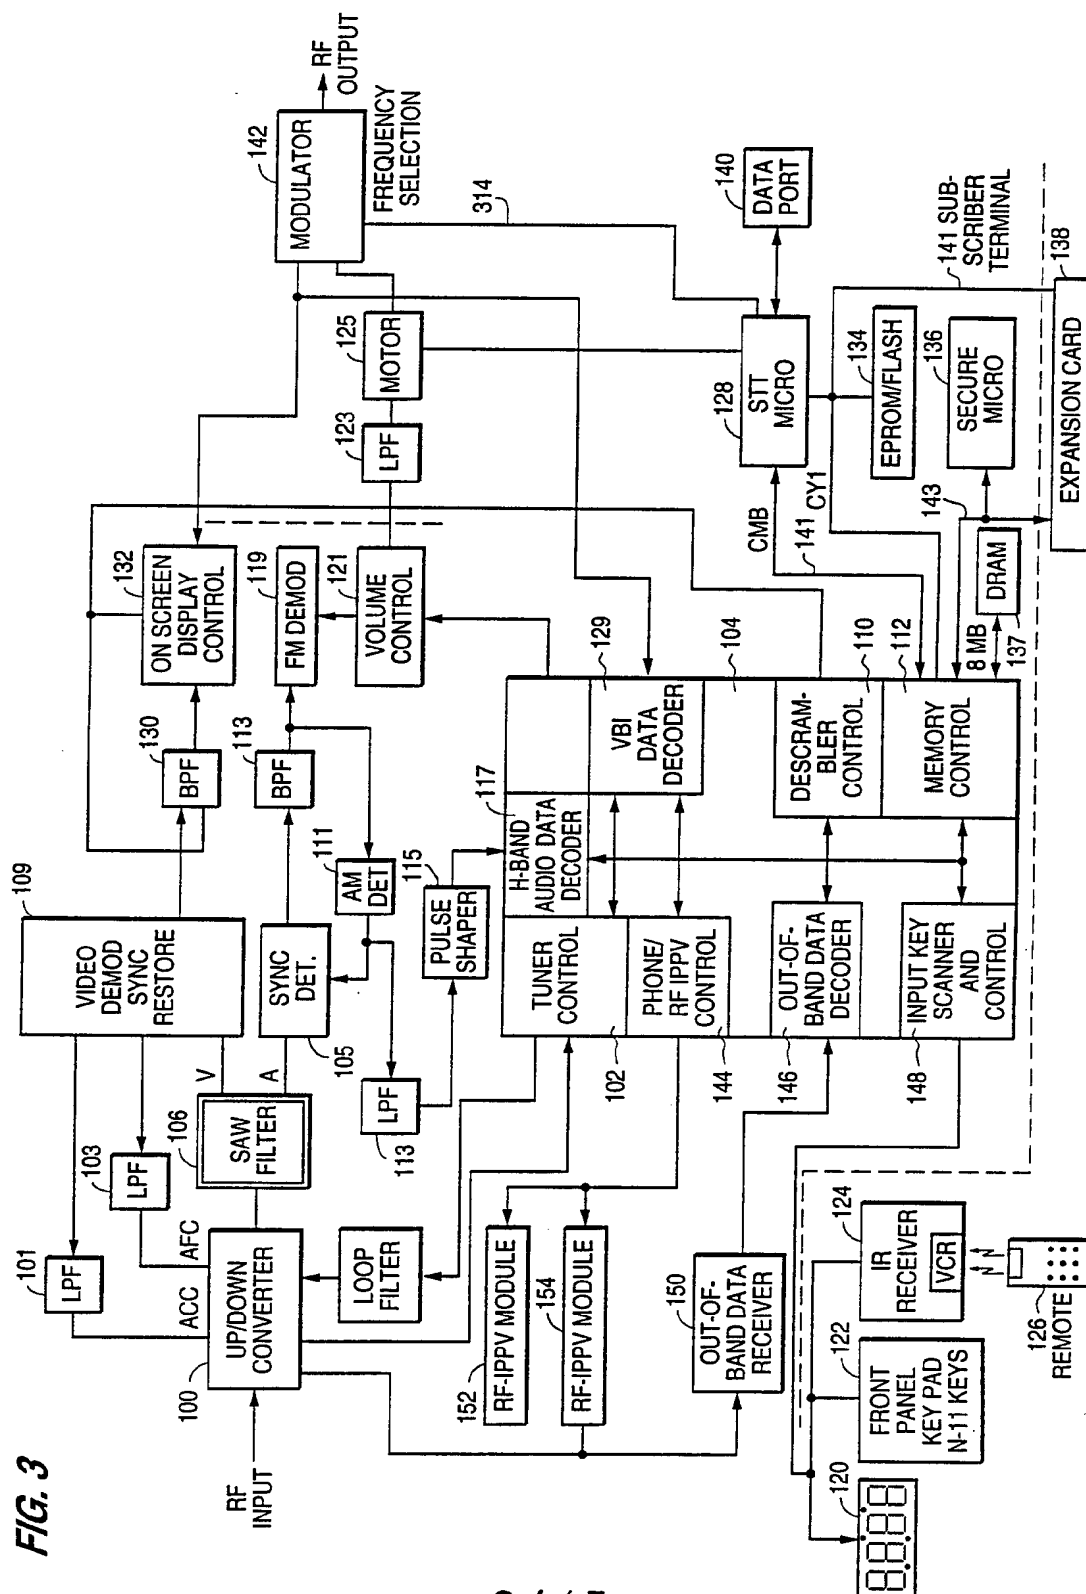 FIG. 3
RF
INPUT
100
UP/DOWN
CONVERTER
ACC
AFC
101
LPF
103
LPF
106
SAW
FILTER
V
A
109
VIDEO
DEMOD
SYNC
RESTORE
SYNC
DET.
105
LOOP
FILTER
111
AM
DET
LPF
113
115
PULSE
SHAPER
130
BPF
113
BPF
132
ON SCREEN
DISPLAY
CONTROL
119
FM DEMOD
121
VOLUME
CONTROL
123
LPF
125
MOTOR
142
MODULATOR
RF
OUTPUT
FREQUENCY
SELECTION
314
152
RF-IPPV MODULE
154
RF-IPPV MODULE
150
OUT-OF-
BAND DATA
RECEIVER
TUNER
CONTROL
102
PHONE/
RF IPPV
CONTROL
144
OUT-OF-
BAND DATA
DECODER
146
INPUT KEY
SCANNER
AND
CONTROL
148
117
H-BAND
AUDIO DATA
DECODER
129
VBI
DATA
DECODER
104
DESCRAM-
BLER
CONTROL
110
MEMORY
CONTROL
112
CMB
141
CY1
128
STT
MICRO
140
DATA
PORT
134
EPROM/FLASH
136
SECURE
MICRO
143
8 MB
DRAM
137
141 SUB-
SCRIBER
TERMINAL
138
EXPANSION CARD
120
88:88
122
FRONT
PANEL
KEY PAD
N-11 KEYS
124
IR
RECEIVER
VCR
126
REMOTE